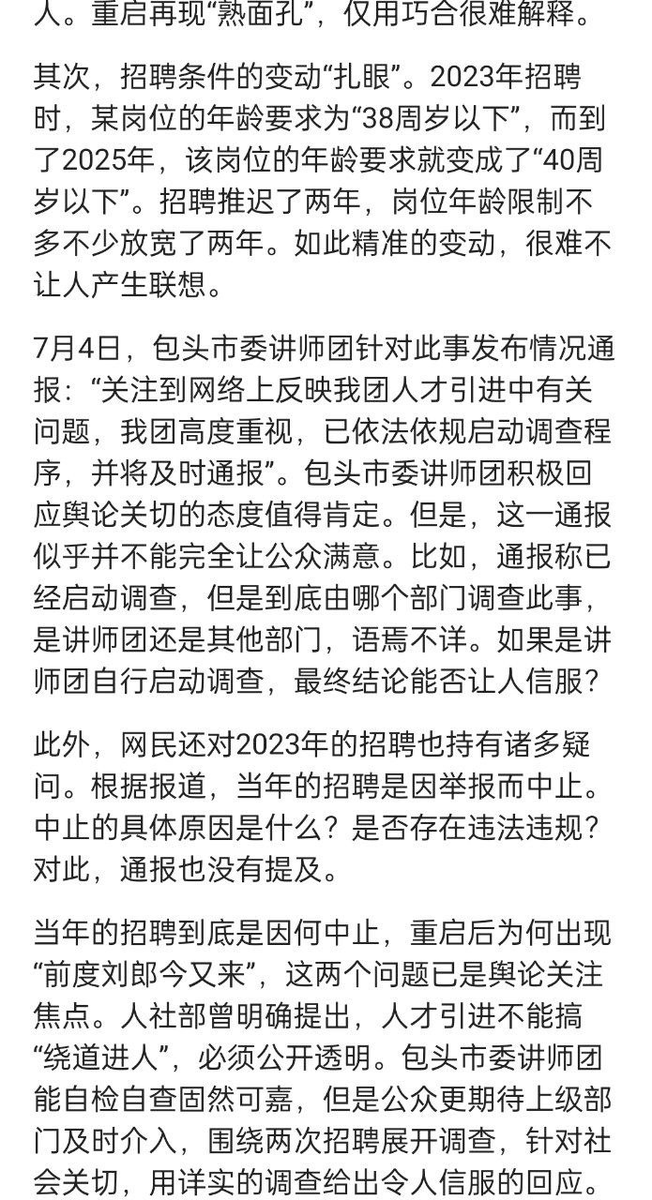 人。重启再现“熟面孔”，仅用巧合很难解释。
其次，招聘条件的变动“扎眼”。2023年招聘
时，某岗位的年龄要求为“38周岁以下”，而到
了2025年，该岗位的年龄要求就变成了“40周
岁以下”。招聘推迟了两年，岗位年龄限制不
多不少放宽了两年。如此精准的变动，很难不
让人产生联想。
7月4日，包头市委讲师团针对此事发布情况通
报：“关注到网络上反映我团人才引进中有关
问题，我团高度重视，已依法依规启动调查程
序，并将及时通报”。包头市委讲师团积极回
应舆论关切的态度值得肯定。但是，这一通报
似乎并不能完全让公众满意。比如，通报称已
经启动调查，但是到底由哪个部门调查此事，
是讲师团还是其他部门，语焉不详。如果是讲
师团自行启动调查，最终结论能否让人信服？
此外，网民还对2023年的招聘也持有诸多疑
问。根据报道，当年的招聘是因举报而中止。
中止的具体原因是什么？是否存在违法违规？
对此，通报也没有提及。
当年的招聘到底是因何中止，重启后为何出现
“前度刘郎今又来”，这两个问题已是舆论关注
焦点。人社部曾明确提出，人才引进不能搞
“绕道进人”，必须公开透明。包头市委讲师团
能自检自查固然可嘉，但是公众更期待上级部
门及时介入，围绕两次招聘展开调查，针对社
会关切，用详实的调查给出令人信服的回应。